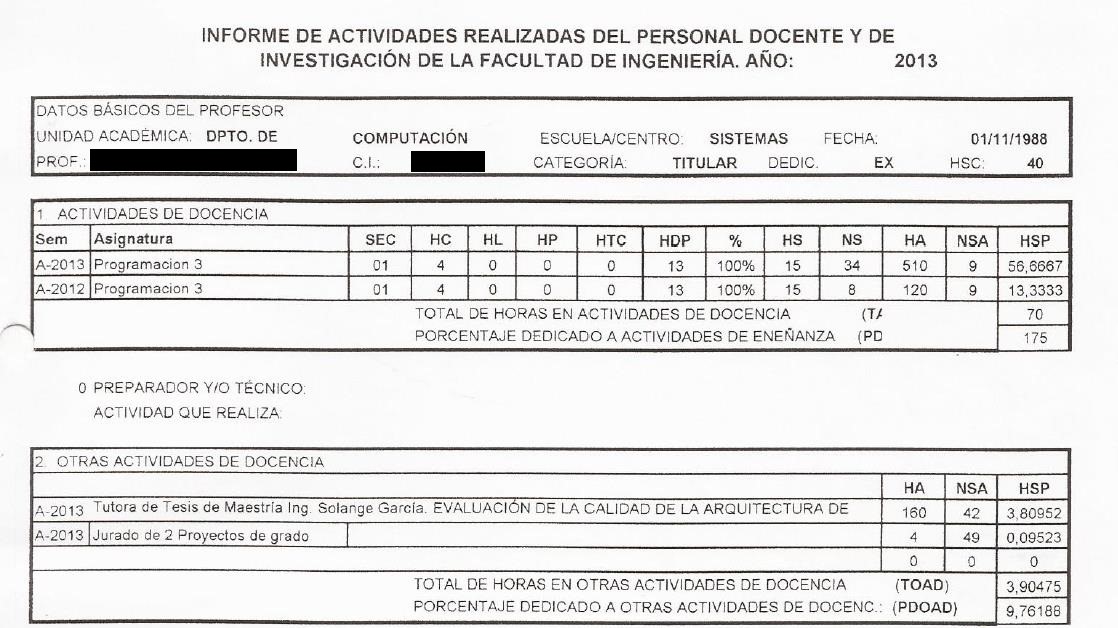 INFORME DE ACTIVIDADES REALIZADAS DEL PERSONAL DOCENTE Y DE
INVESTIGACIÓN DE LA FACULTAD DE INGENIERÍA. AÑO: 2013
DATOS BÁSICOS DEL PROFESOR
UNIDAD ACADÉMICA: DPTO. DE COMPUTACIÓN ESCUELA/CENTRO: SISTEMAS FECHA: 01/11/1988
PROF.: C.I.: CATEGORÍA: TITULAR DEDIC. EX HSC: 40
1. ACTIVIDADES DE DOCENCIA
Sem Asignatura SEC HC HL HP HTC HDP % HS NS HA NSA HSP
A-2013 Programacion 3 01 4 0 0 0 13 100% 15 34 510 9 56,6667
A-2012 Programacion 3 01 4 0 0 0 13 100% 15 8 120 9 13,3333
TOTAL DE HORAS EN ACTIVIDADES DE DOCENCIA (TA 70
PORCENTAJE DEDICADO A ACTIVIDADES DE ENEÑANZA (PD 175
0 PREPARADOR Y/O TÉCNICO:
ACTIVIDAD QUE REALIZA:
2. OTRAS ACTIVIDADES DE DOCENCIA
HA NSA HSP
A-2013 Tutora de Tesis de Maestría Ing. Solange García. EVALUACIÓN DE LA CALIDAD DE LA ARQUITECTURA DE 160 42 3,80952
A-2013 Jurado de 2 Proyectos de grado 4 49 0,09523
0 0 0
TOTAL DE HORAS EN OTRAS ACTIVIDADES DE DOCENCIA (TOAD) 3,90475
PORCENTAJE DEDICADO A OTRAS ACTIVIDADES DE DOCENC.: (PDOAD) 9,76188